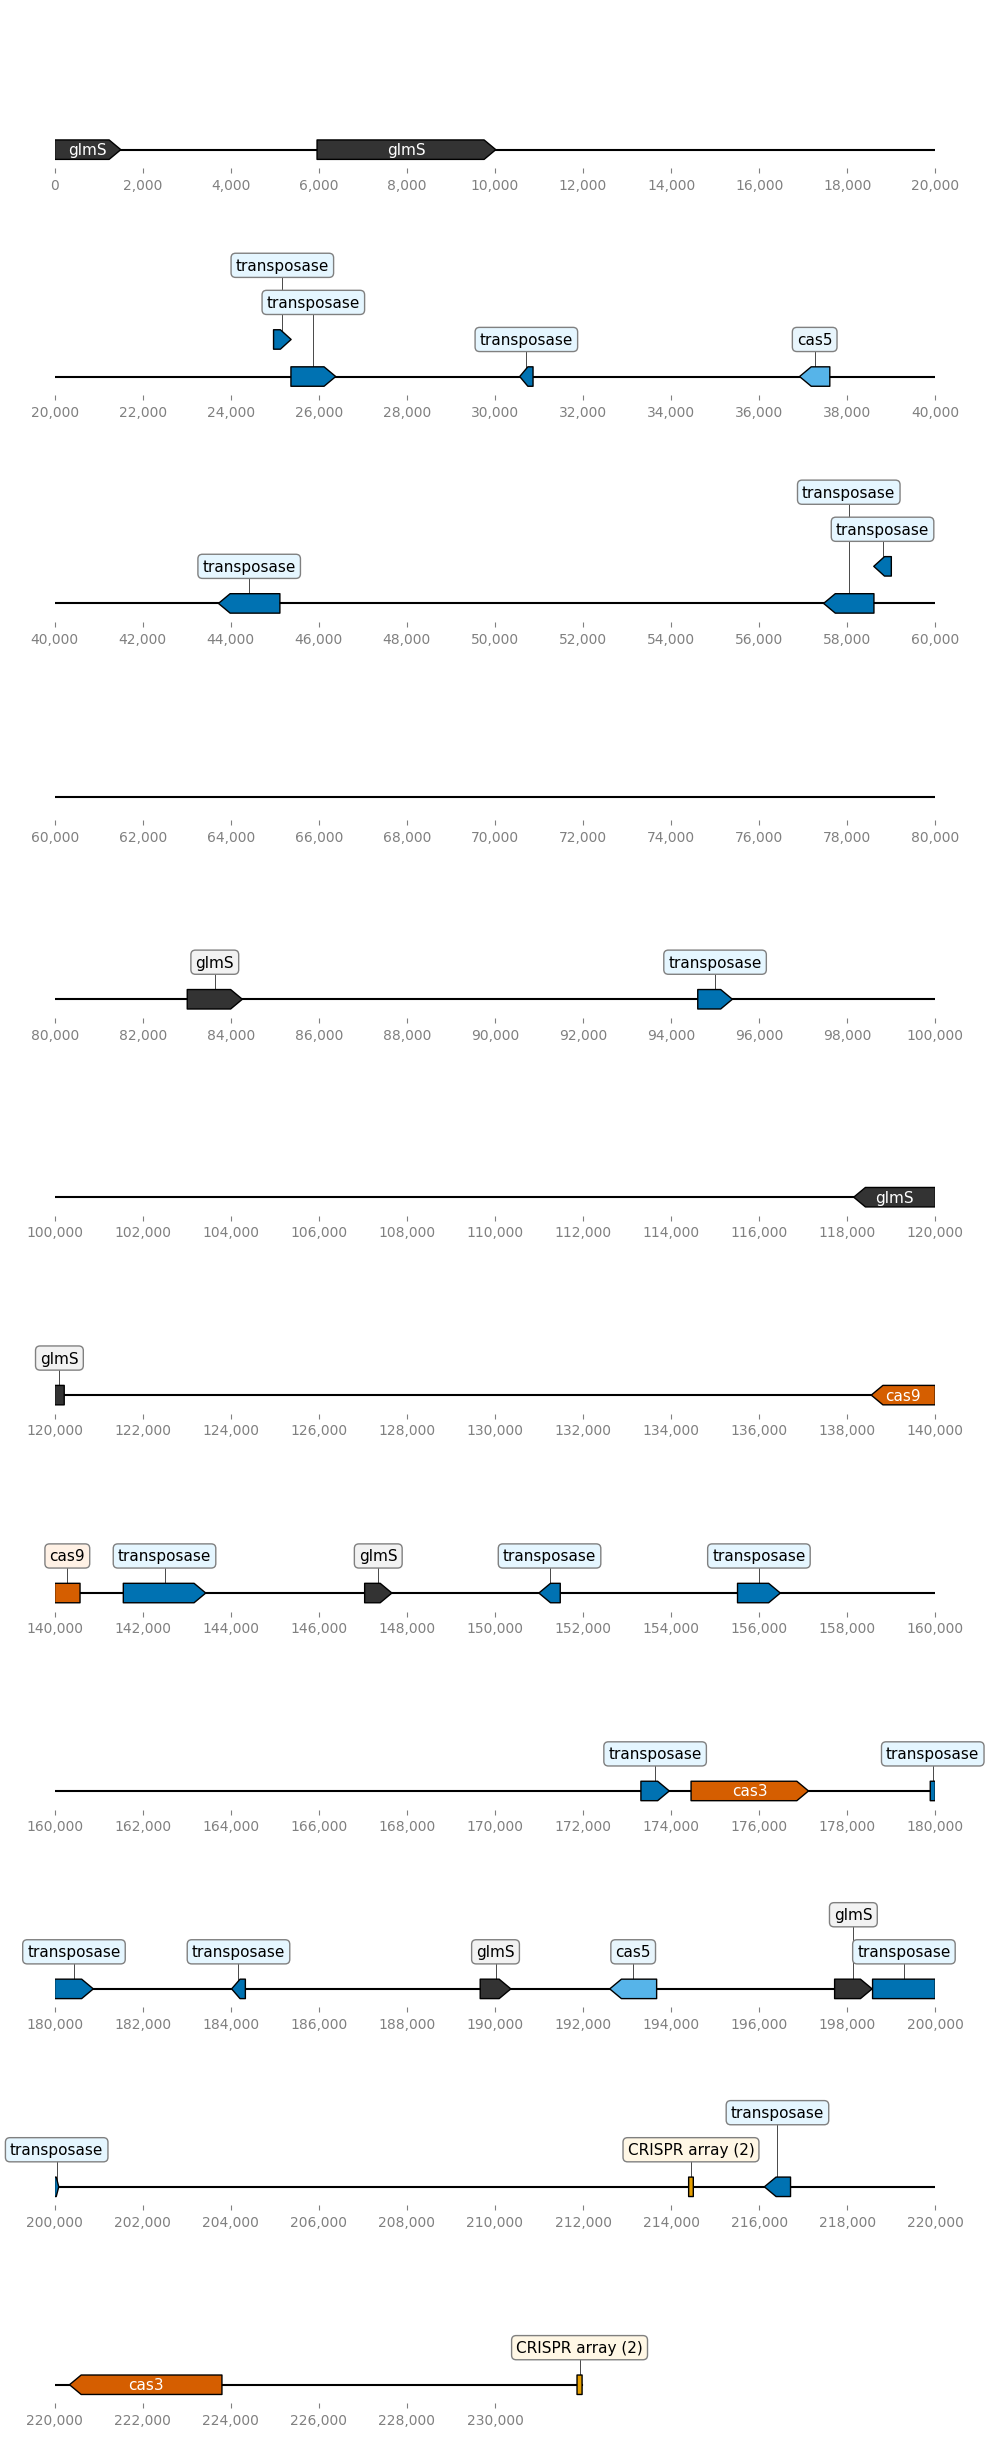 glmS glmS
0 2,000 4,000 6,000 8,000 10,000 12,000 14,000 16,000 18,000 20,000
transposase
transposase
transposase cas5
20,000 22,000 24,000 26,000 28,000 30,000 32,000 34,000 36,000 38,000 40,000
transposase
transposase
transposase
40,000 42,000 44,000 46,000 48,000 50,000 52,000 54,000 56,000 58,000 60,000
60,000 62,000 64,000 66,000 68,000 70,000 72,000 74,000 76,000 78,000 80,000
glmS transposase
80,000 82,000 84,000 86,000 88,000 90,000 92,000 94,000 96,000 98,000 100,000
glmS
100,000 102,000 104,000 106,000 108,000 110,000 112,000 114,000 116,000 118,000 120,000
glmS
cas9
120,000 122,000 124,000 126,000 128,000 130,000 132,000 134,000 136,000 138,000 140,000
cas9 transposase glmS transposase transposase
140,000 142,000 144,000 146,000 148,000 150,000 152,000 154,000 156,000 158,000 160,000
transposase transposase
cas3
160,000 162,000 164,000 166,000 168,000 170,000 172,000 174,000 176,000 178,000 180,000
glmS
transposase transposase glmS cas5 transposase
180,000 182,000 184,000 186,000 188,000 190,000 192,000 194,000 196,000 198,000 200,000
transposase
transposase CRISPR array (2)
200,000 202,000 204,000 206,000 208,000 210,000 212,000 214,000 216,000 218,000 220,000
CRISPR array (2)
cas3
220,000 222,000 224,000 226,000 228,000 230,000